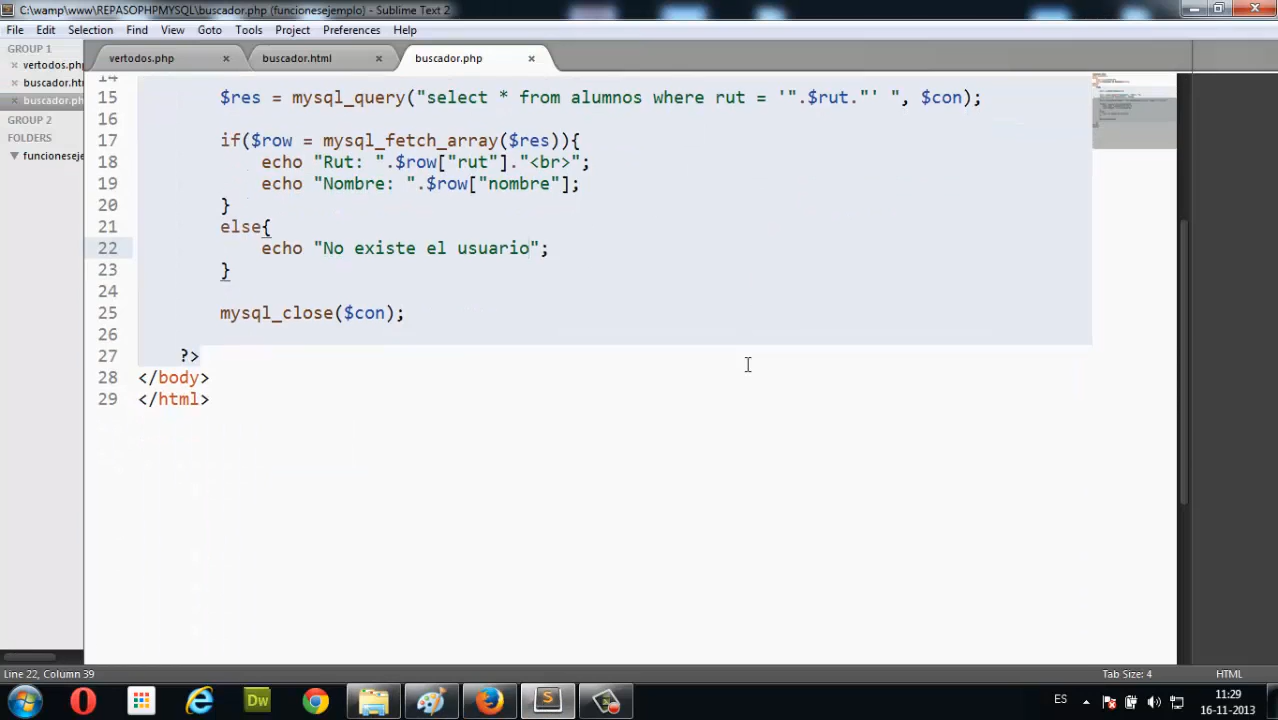 C:\wamp\www\REPASOPHPMYSQL\buscador.php (funcionesejemplo) - Sublime Text 2
File Edit Selection Find View Goto Tools Project Preferences Help
GROUP 1
vertodos.php
buscador.ht
buscador.ph
GROUP 2
FOLDERS
funcionesej
vertodos.php buscador.html buscador.php
14
15 $res = mysql_query("select * from alumnos where rut = '".$rut."' ", $con);
16
17 if($row = mysql_fetch_array($res)){
18 echo "Rut: ".$row["rut"]."<br>";
19 echo "Nombre: ".$row["nombre"];
20 }
21 else{
22 echo "No existe el usuario";
23 }
24
25 mysql_close($con);
26
27 ?>
28 </body>
29 </html>
Line 22, Column 39 Tab Size: 4 HTML
Dw S ES 11:29
16-11-2013